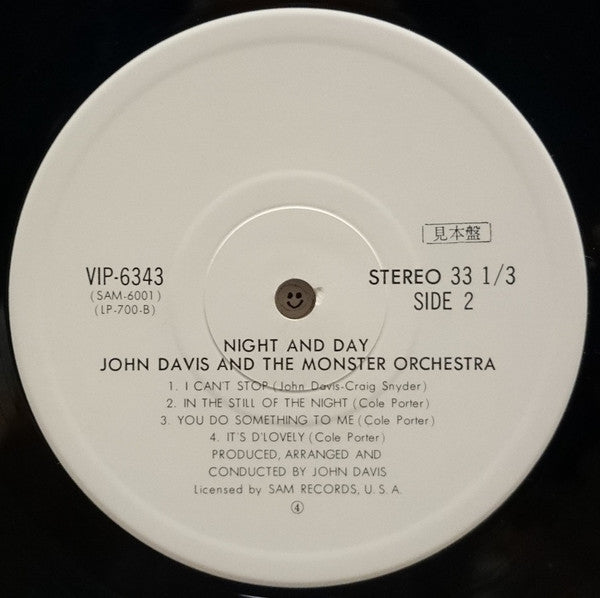 見本盤
VIP-6343
(SAM-6001)
(LP-700-B)
STEREO 33 1/3
SIDE 2
NIGHT AND DAY
JOHN DAVIS AND THE MONSTER ORCHESTRA
1. I CAN'T STOP (John Davis-Craig Snyder)
2. IN THE STILL OF THE NIGHT (Cole Porter)
3. YOU DO SOMETHING TO ME (Cole Porter)
4. IT'S D'LOVELY (Cole Porter)
PRODUCED, ARRANGED AND
CONDUCTED BY JOHN DAVIS
Licensed by SAM RECORDS, U.S.A.
④